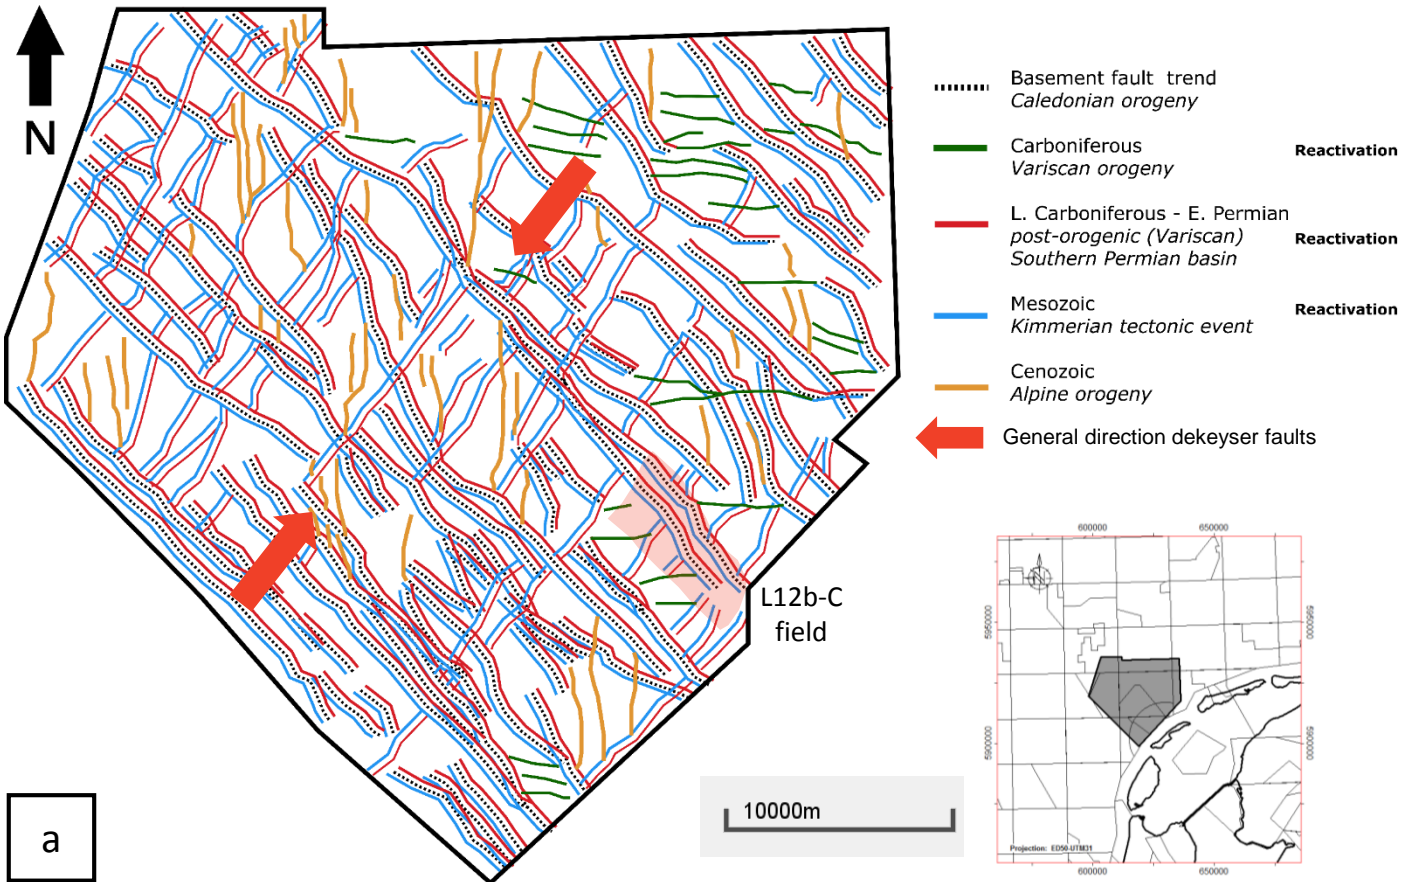 N
Basement fault trend
Caledonian orogeny
Carboniferous
Variscan orogeny
Reactivation
L. Carboniferous - E. Permian
post-orogenic (Variscan)
Southern Permian basin
Reactivation
Mesozoic
Kimmerian tectonic event
Reactivation
Cenozoic
Alpine orogeny
General direction dekeyser faults
L12b-C
field
10000m
a
600000
650000
5950000
5950000
5900000
5900000
N
Projection: ED50-UTM31
600000
650000